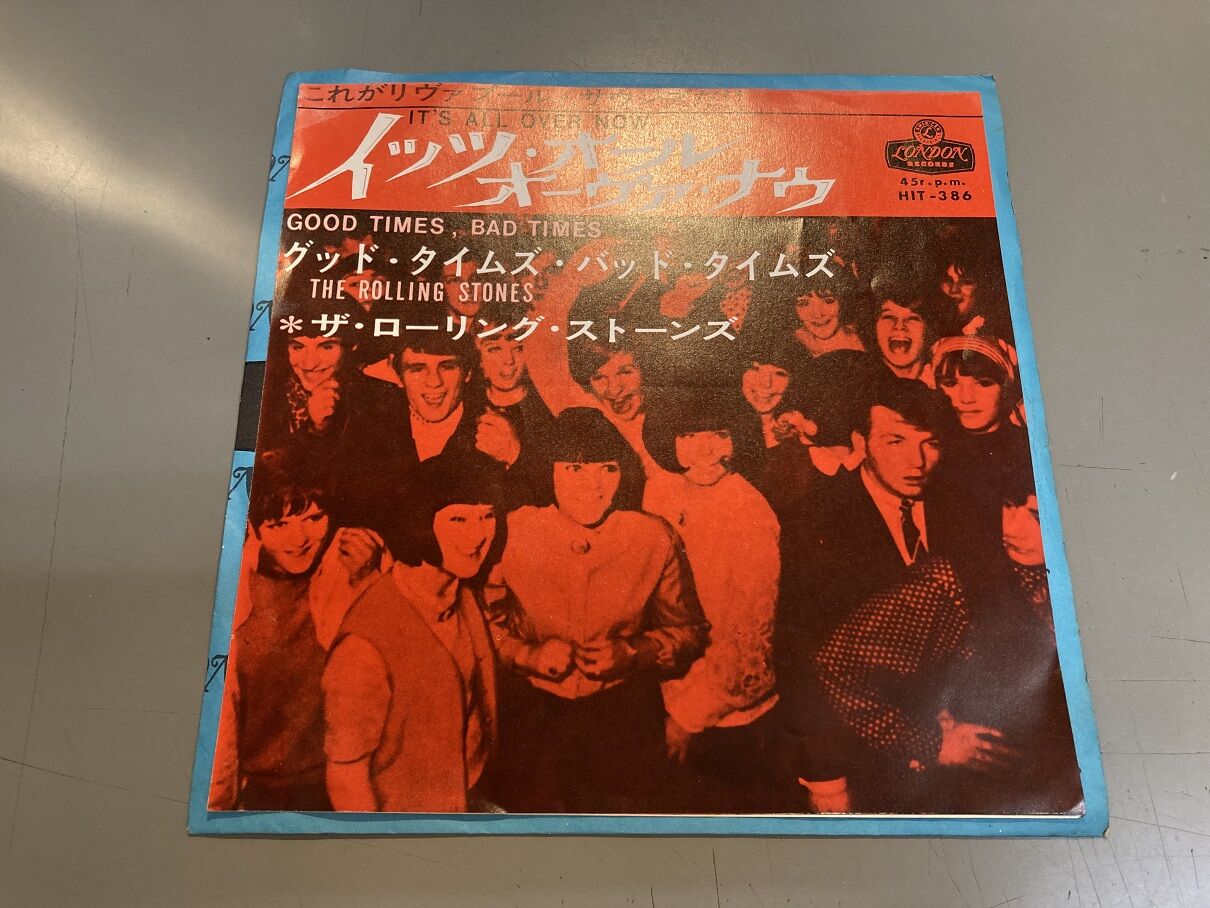 これがリヴァプール
IT'S ALL OVER NOW
イッツ・オール
オーヴァ・ナウ
LONDON
RECORDS
45r.p.m.
HIT-386
GOOD TIMES, BAD TIMES
グッド・タイムズ・バッド・タイムズ
THE ROLLING STONES
*ザ・ローリング・ストーンズ